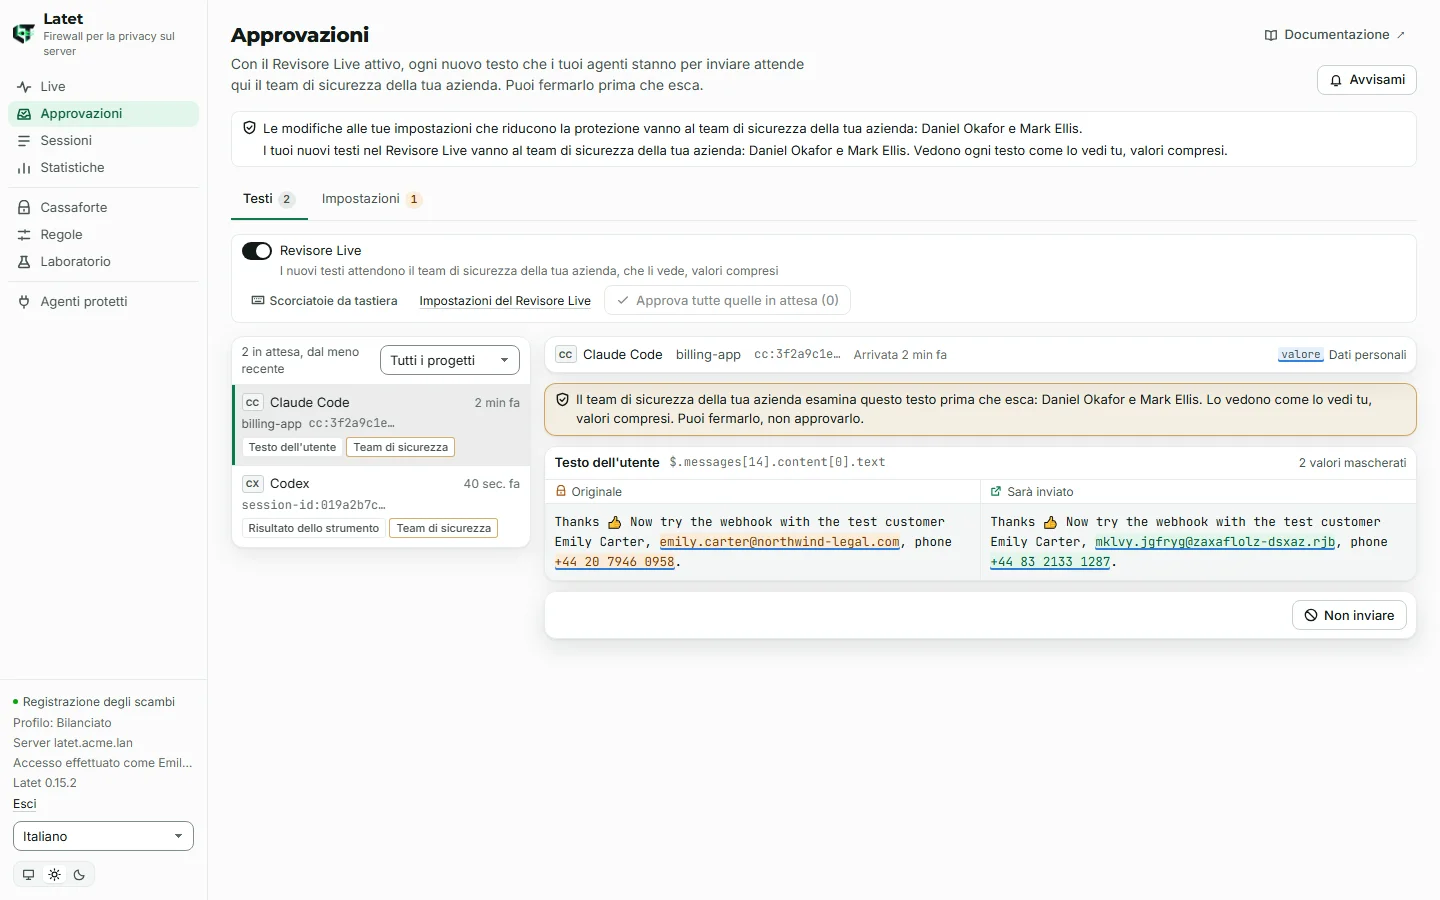 Latet
Firewall per la privacy sul
server
Live
Approvazioni
Sessioni
Statistiche
Cassaforte
Regole
Laboratorio
Agenti protetti
Registrazione degli scambi
Profilo: Bilanciato
Server latet.acme.lan
Accesso effettuato come Emil…
Latet 0.15.2
Esci
Italiano
Approvazioni
Con il Revisore Live attivo, ogni nuovo testo che i tuoi agenti stanno per inviare attende
qui il team di sicurezza della tua azienda. Puoi fermarlo prima che esca.
Documentazione ↗
Avvisami
Le modifiche alle tue impostazioni che riducono la protezione vanno al team di sicurezza della tua azienda: Daniel Okafor e Mark Ellis.
I tuoi nuovi testi nel Revisore Live vanno al team di sicurezza della tua azienda: Daniel Okafor e Mark Ellis. Vedono ogni testo come lo vedi tu, valori compresi.
Testi 2 Impostazioni 1
Revisore Live
I nuovi testi attendono il team di sicurezza della tua azienda, che li vede, valori compresi
Scorciatoie da tastiera Impostazioni del Revisore Live Approva tutte quelle in attesa (0)
2 in attesa, dal meno
recente
Tutti i progetti
CC Claude Code 2 min fa
billing-app cc:3f2a9c1e…
Testo dell'utente Team di sicurezza
CX Codex 40 sec. fa
session-id:019a2b7c…
Risultato dello strumento Team di sicurezza
CC Claude Code billing-app cc:3f2a9c1e… Arrivata 2 min fa valore Dati personali
Il team di sicurezza della tua azienda esamina questo testo prima che esca: Daniel Okafor e Mark Ellis. Lo vedono come lo vedi tu,
valori compresi. Puoi fermarlo, non approvarlo.
Testo dell'utente $.messages[14].content[0].text 2 valori mascherati
Originale
Thanks 👍 Now try the webhook with the test customer
Emily Carter, emily.carter@northwind-legal.com, phone
+44 20 7946 0958.
Sarà inviato
Thanks 👍 Now try the webhook with the test customer
Emily Carter, mklvy.jgfryg@zaxaflolz-dsxaz.rjb, phone
+44 83 2133 1287.
Non inviare